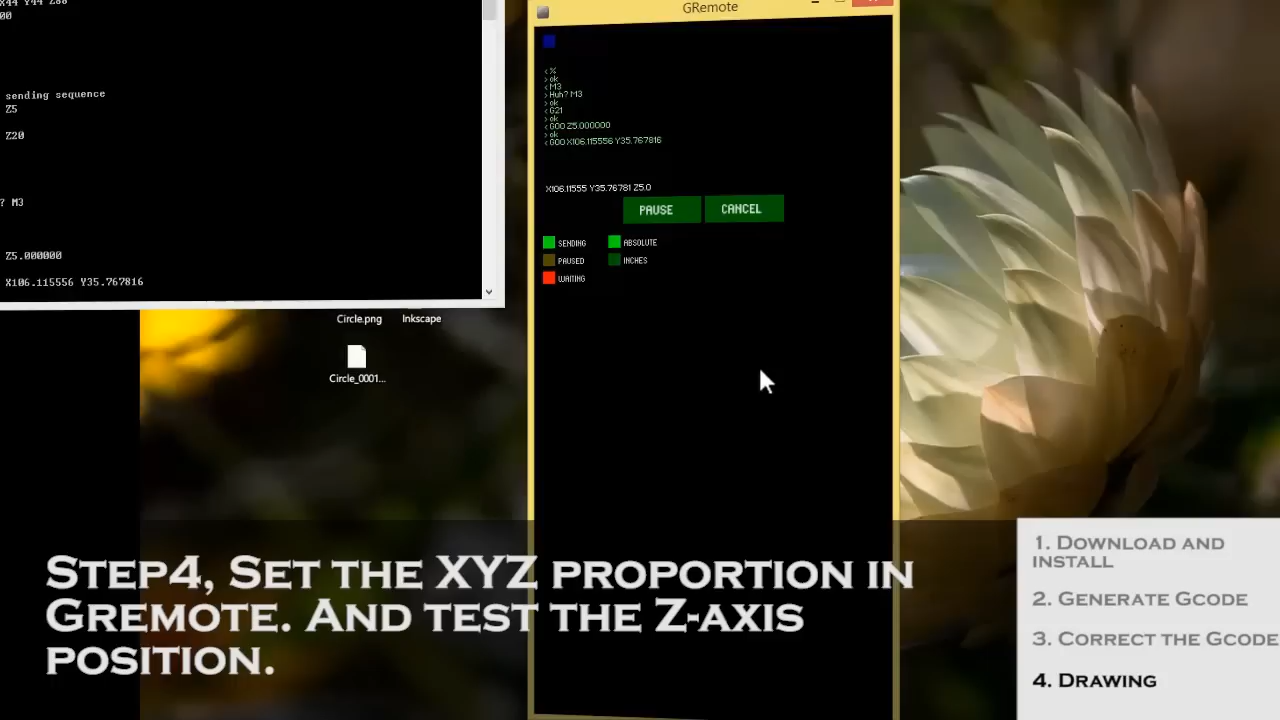 X44 Y44 Z88
00
sending sequence
Z5
Z20
? M3
Z5.000000
X106.115556 Y35.767816
GRemote
< %
> ok
< M3
> Huh? M3
> ok
< G21
> ok
< G00 Z5.000000
> ok
< G00 X106.115556 Y35.767816
X106.11555 Y35.76781 Z5.0
PAUSE CANCEL
SENDING ABSOLUTE
PAUSED INCHES
WAITING
Circle.png Inkscape
Circle_0001...
Step4, Set the XYZ proportion in
Gremote. And test the Z-axis
position.
1. Download and
install
2. Generate Gcode
3. Correct the Gcode
4. Drawing